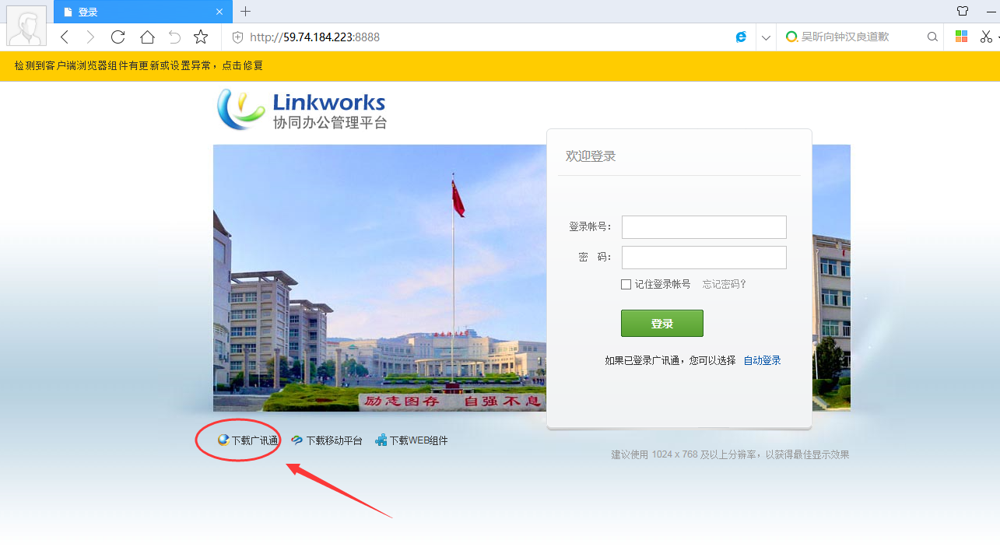 登录
http://59.74.184.223:8888
吴昕向钟汉良道歉
检测到客户端浏览器组件有更新或设置异常，点击修复
Linkworks
协同办公管理平台
欢迎登录
登录帐号：
密 码：
记住登录帐号 忘记密码？
登录
如果已登录广讯通，您可以选择 自动登录
励志图存 自强不息
下载广讯通 下载移动平台 下载WEB组件
建议使用 1024 x 768 及以上分辨率，以获得最佳显示效果